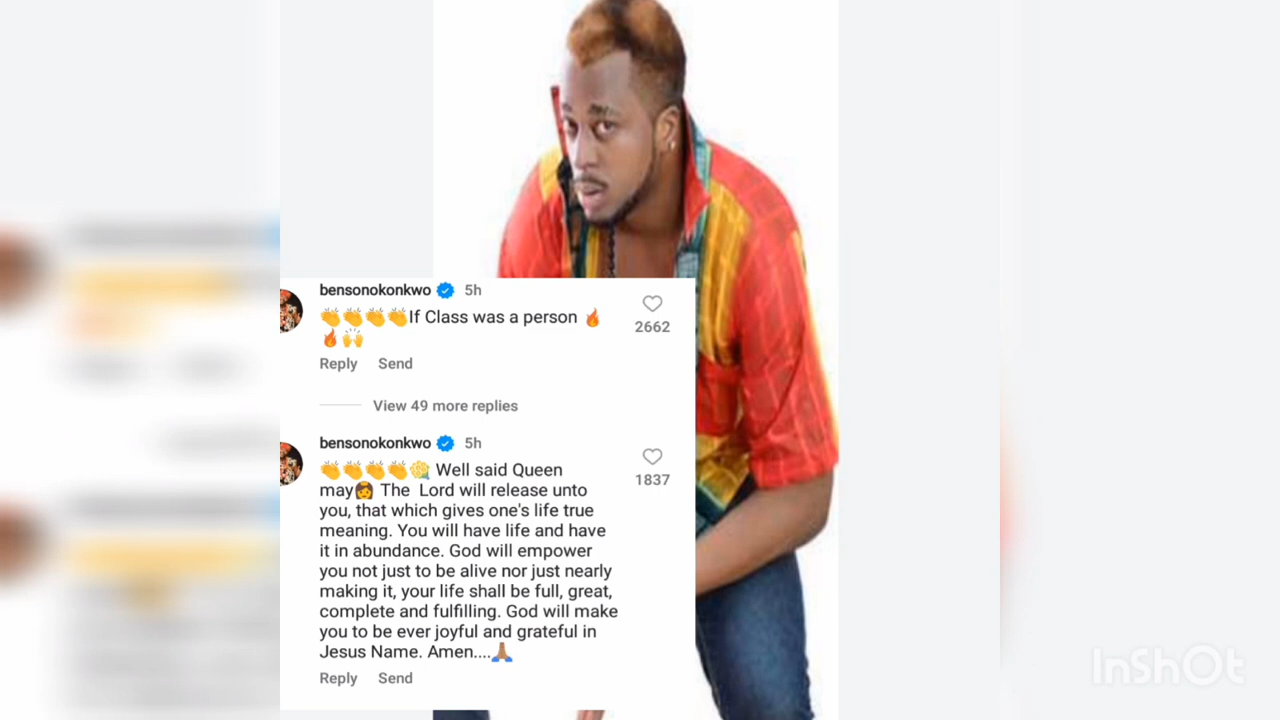 bensonokonkwo 5h
👏👏👏👏If Class was a person 🔥
🔥🙌
2662
Reply Send
View 49 more replies
bensonokonkwo 5h
👏👏👏👏💐 Well said Queen
may👸 The Lord will release unto
you, that which gives one's life true
meaning. You will have life and have
it in abundance. God will empower
you not just to be alive nor just nearly
making it, your life shall be full, great,
complete and fulfilling. God will make
you to be ever joyful and grateful in
Jesus Name. Amen....🙏🏽
1837
Reply Send
InShOt